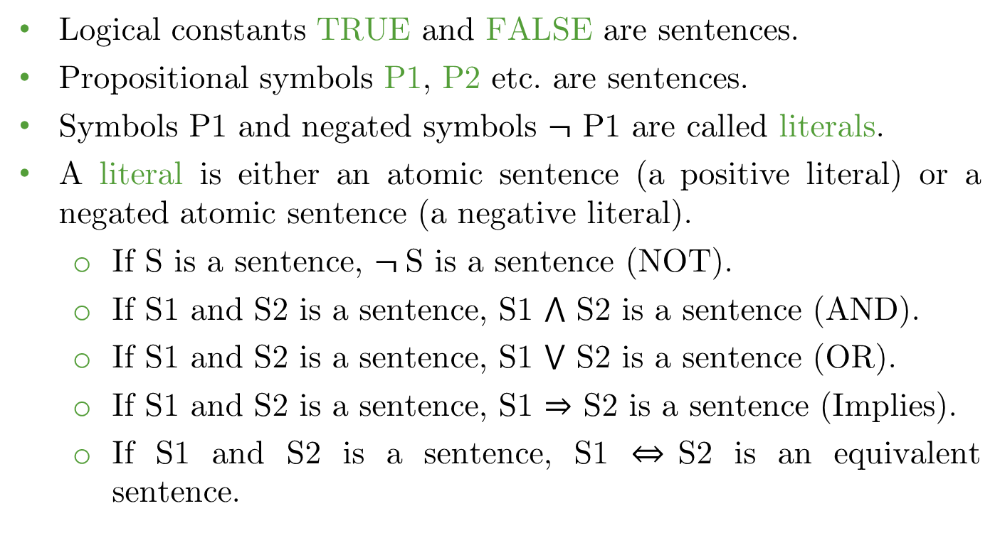 • Logical constants TRUE and FALSE are sentences.
• Propositional symbols P1, P2 etc. are sentences.
• Symbols P1 and negated symbols ¬ P1 are called literals.
• A literal is either an atomic sentence (a positive literal) or a
negated atomic sentence (a negative literal).
○ If S is a sentence, ¬ S is a sentence (NOT).
○ If S1 and S2 is a sentence, S1 ∧ S2 is a sentence (AND).
○ If S1 and S2 is a sentence, S1 ∨ S2 is a sentence (OR).
○ If S1 and S2 is a sentence, S1 ⇒ S2 is a sentence (Implies).
○ If S1 and S2 is a sentence, S1 ⇔ S2 is an equivalent
sentence.